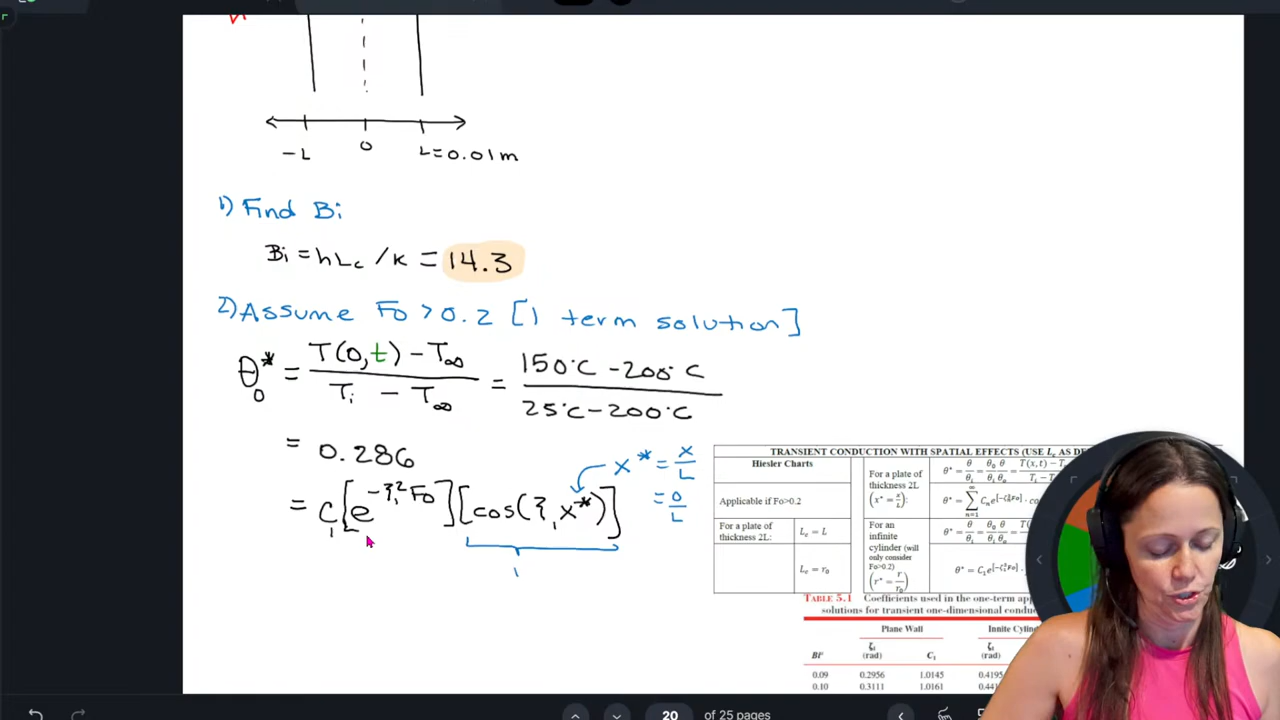 -L 0 L=0.01m
1) Find Bi
Bi = hLc / k = 14.3
2) Assume Fo > 0.2 [1 term solution]
θ₀* = (T(0,t) - T∞) / (Ti - T∞) = (150°C - 200°C) / (25°C - 200°C)
= 0.286
= C₁[e^(-ζ₁²Fo)][cos(ζ₁x*)]
x* = x/L
= 0/L
1
TRANSIENT CONDUCTION WITH SPATIAL EFFECTS (USE Lc AS DE
Hiesler Charts
Applicable if Fo>0.2
For a plate of thickness 2L:
Lc = L
Lc = r₀
For a plate of thickness 2L (x* = x/L):
For an infinite cylinder (will only consider Fo>0.2) (r* = r/r₀)
TABLE 5.1 Coefficients used in the one-term ap
solutions for transient one-dimensional condu
Plane Wall Innite Cylin
Bi ζ₁ (rad) C₁ ζ₁ (rad)
0.09 0.2956 1.0145 0.4195
0.10 0.3111 1.0161
20 of 25 pages